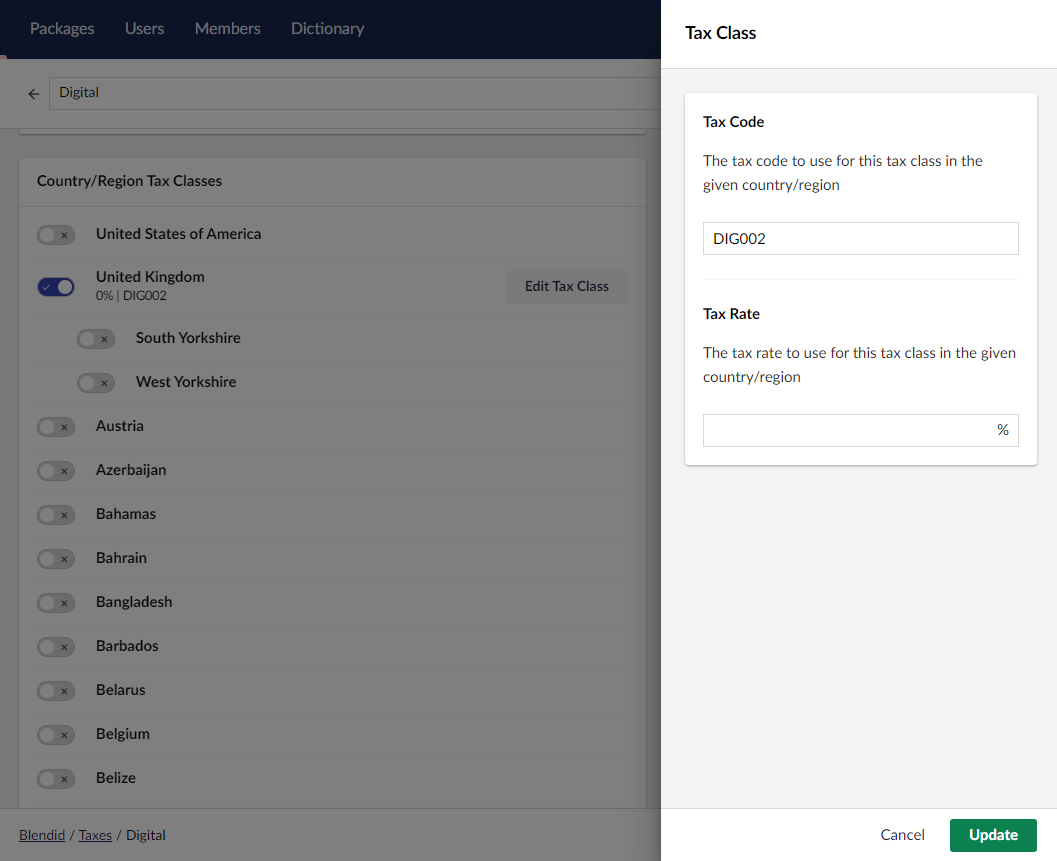 Packages Users Members Dictionary
Digital
Country/Region Tax Classes
United States of America
United Kingdom
0% | DIG002
Edit Tax Class
South Yorkshire
West Yorkshire
Austria
Azerbaijan
Bahamas
Bahrain
Bangladesh
Barbados
Belarus
Belgium
Belize
Blendid / Taxes / Digital
Tax Class
Tax Code
The tax code to use for this tax class in the
given country/region
DIG002
Tax Rate
The tax rate to use for this tax class in the given
country/region
%
Cancel Update